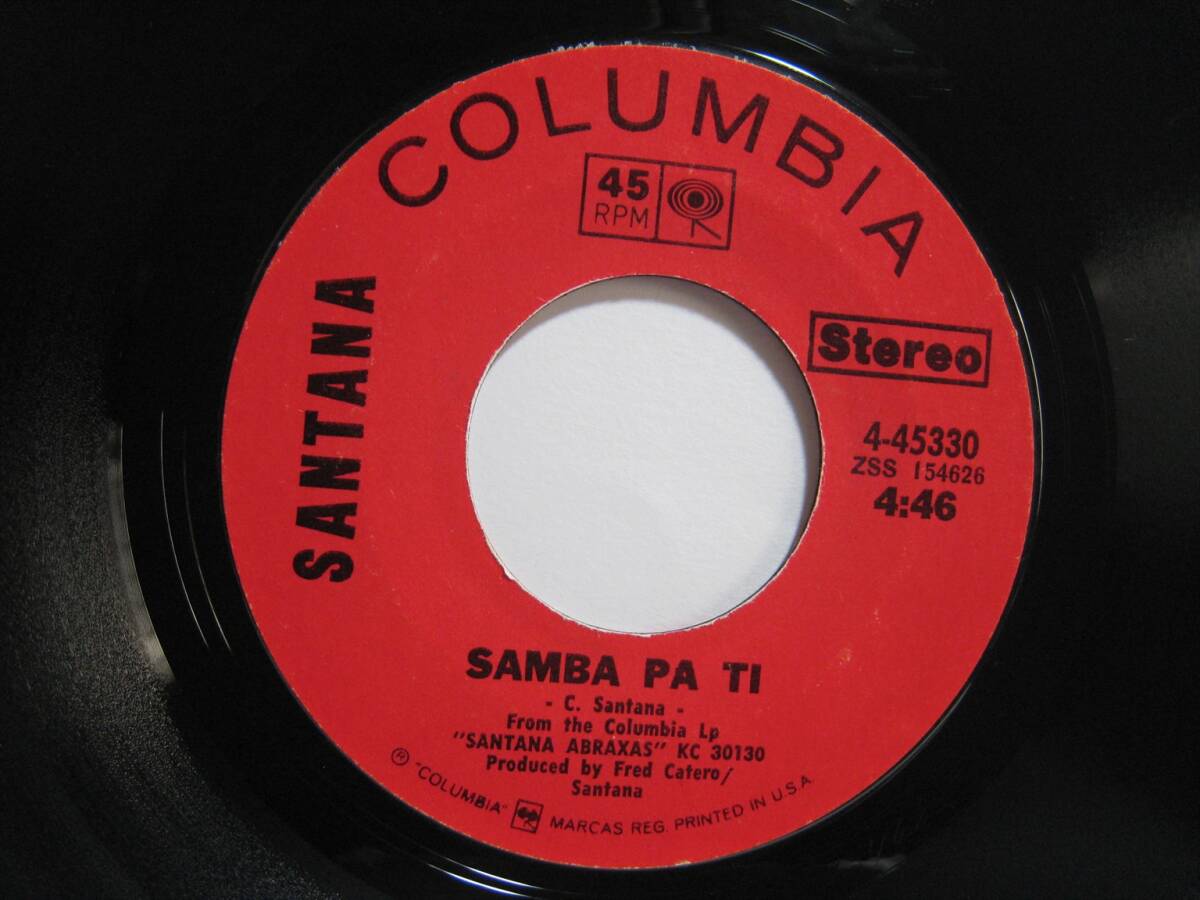 COLUMBIA
45
RPM
Stereo
SANTANA
4-45330
ZSS 154626
4:46
SAMBA PA TI
- C. Santana -
From the Columbia Lp
"SANTANA ABRAXAS" KC 30130
Produced by Fred Catero/
Santana
® "COLUMBIA" MARCAS REG. PRINTED IN U.S.A.